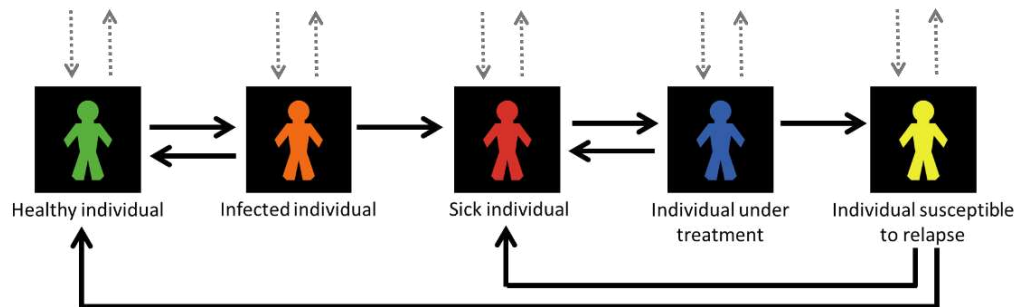 Healthy individual
Infected individual
Sick individual
Individual under
treatment
Individual susceptible
to relapse